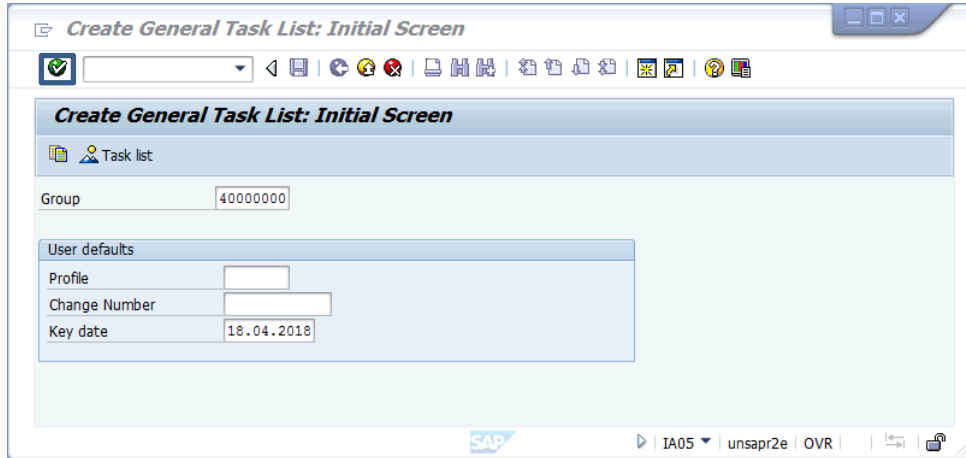 Create General Task List: Initial Screen
Create General Task List: Initial Screen
Task list
Group 40000000
User defaults
Profile
Change Number
Key date 18.04.2018
SAP IA05 unsapr2e OVR